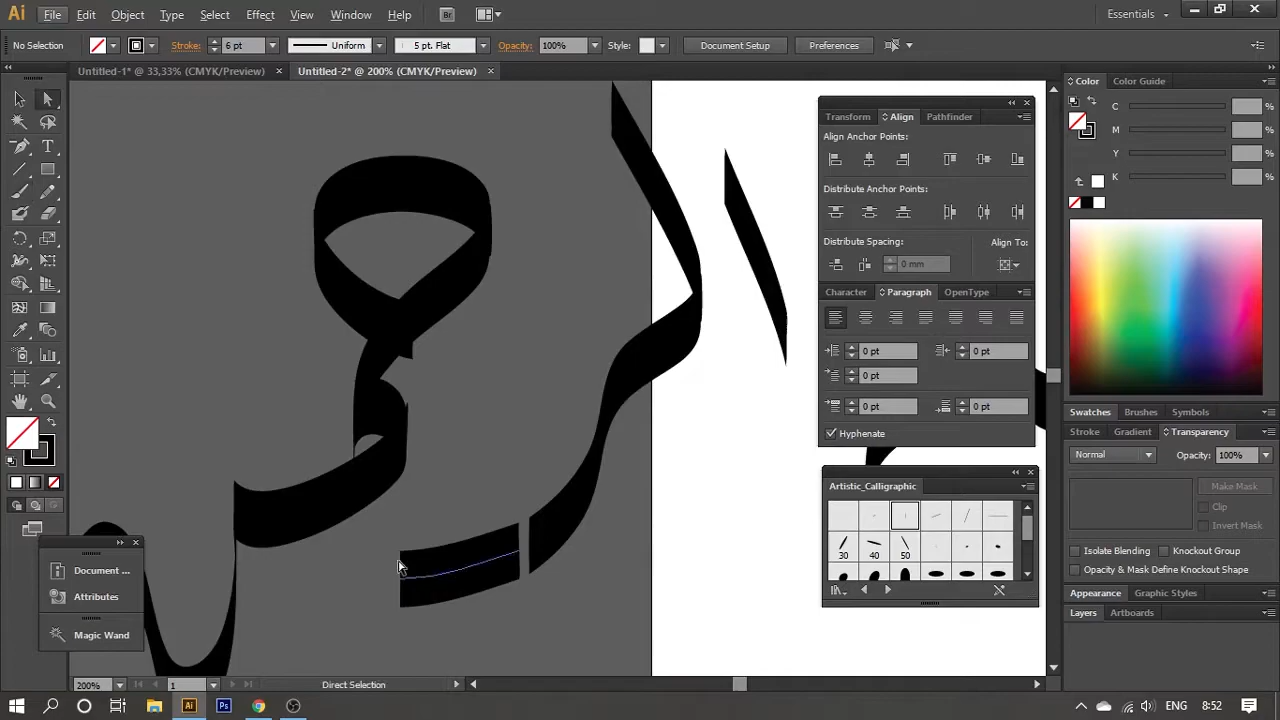 Ai File Edit Object Type Select Effect View Window Help Br Essentials
No Selection Stroke: 6 pt Uniform 5 pt. Flat Opacity: 100% Style: Document Setup Preferences
Untitled-1* @ 33,33% (CMYK/Preview) Untitled-2* @ 200% (CMYK/Preview)
Color Color Guide
C %
M %
Y %
K %
Transform Align Pathfinder
Align Anchor Points:
Distribute Anchor Points:
Distribute Spacing: Align To:
0 mm
Character Paragraph OpenType
0 pt 0 pt
0 pt
0 pt 0 pt
Hyphenate
Artistic_Calligraphic
30 40 50
Swatches Brushes Symbols
Stroke Gradient Transparency
Normal Opacity: 100%
Make Mask
Clip
Invert Mask
Isolate Blending Knockout Group
Opacity & Mask Define Knockout Shape
Appearance Graphic Styles
Layers Artboards
Document ...
Attributes
Magic Wand
200% 1 Direct Selection
Ai Ps ENG 8:52